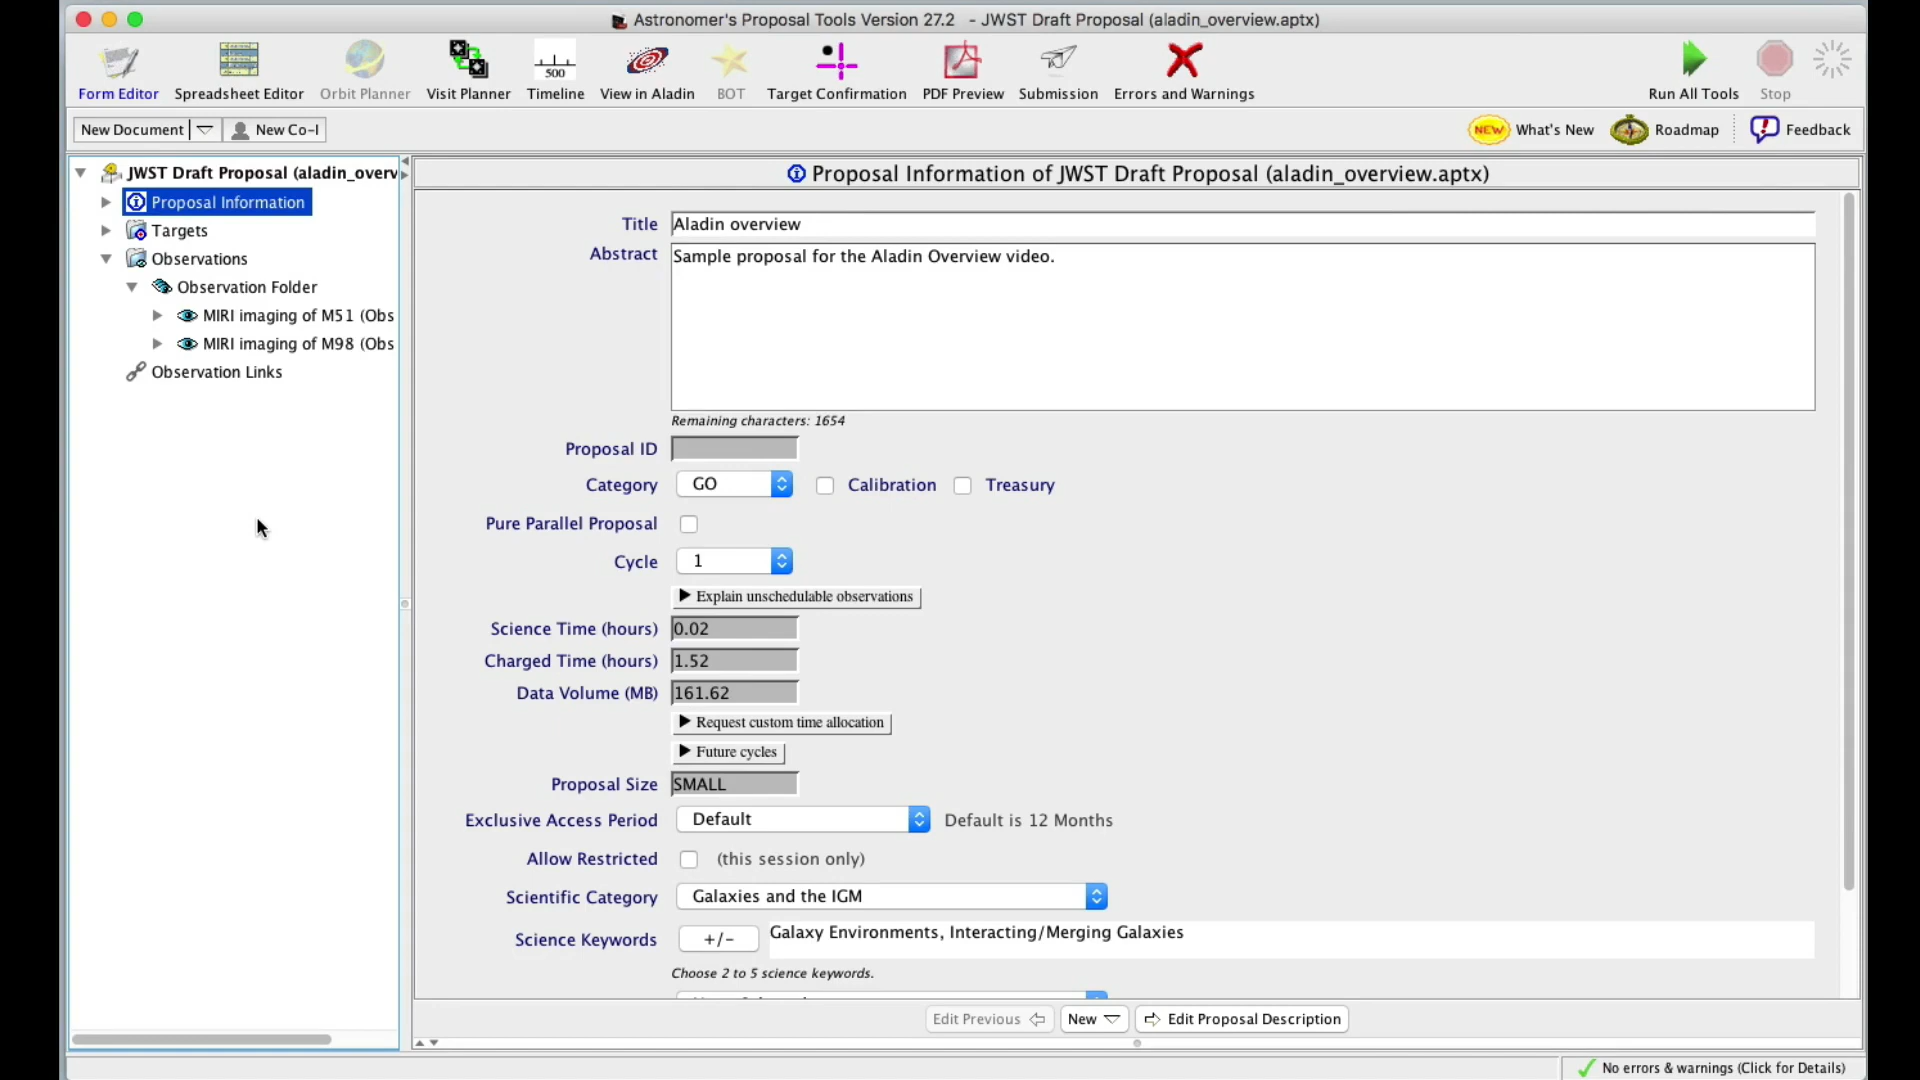 Astronomer's Proposal Tools Version 27.2 - JWST Draft Proposal (aladin_overview.aptx)
500
Form Editor Spreadsheet Editor Orbit Planner Visit Planner Timeline View in Aladin BOT Target Confirmation PDF Preview Submission Errors and Warnings Run All Tools Stop
New Document New Co-I NEW What's New Roadmap Feedback
JWST Draft Proposal (aladin_overv
Proposal Information
Targets
Observations
Observation Folder
MIRI imaging of M51 (Obs
MIRI imaging of M98 (Obs
Observation Links
Proposal Information of JWST Draft Proposal (aladin_overview.aptx)
Title Aladin overview
Abstract Sample proposal for the Aladin Overview video.
Remaining characters: 1654
Proposal ID
Category GO Calibration Treasury
Pure Parallel Proposal
Cycle 1
Explain unschedulable observations
Science Time (hours) 0.02
Charged Time (hours) 1.52
Data Volume (MB) 161.62
Request custom time allocation
Future cycles
Proposal Size SMALL
Exclusive Access Period Default Default is 12 Months
Allow Restricted (this session only)
Scientific Category Galaxies and the IGM
Science Keywords +/- Galaxy Environments, Interacting/Merging Galaxies
Choose 2 to 5 science keywords.
Edit Previous New Edit Proposal Description
No errors & warnings (Click for Details)